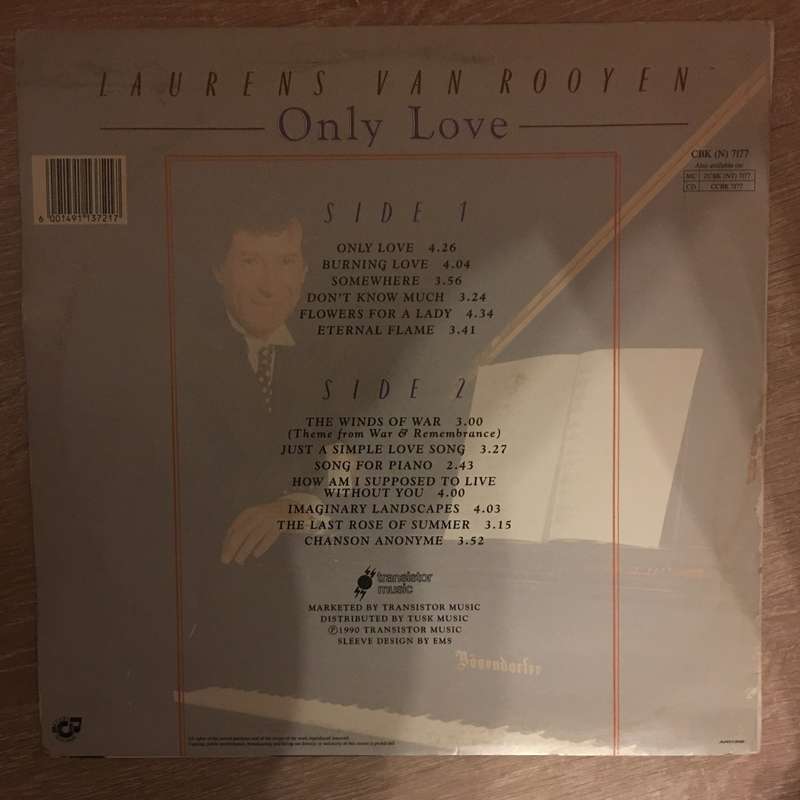 LAURENS VAN ROOYEN
Only Love
CBK (N) 7177
Also available on:
MC ZCBK (NT) 7177
CD CCBK 7177
6 001491 137217
SIDE 1
ONLY LOVE 4.26
BURNING LOVE 4.04
SOMEWHERE 3.56
DON'T KNOW MUCH 3.24
FLOWERS FOR A LADY 4.34
ETERNAL FLAME 3.41
SIDE 2
THE WINDS OF WAR 3.00
(Theme from War & Remembrance)
JUST A SIMPLE LOVE SONG 3.27
SONG FOR PIANO 2.43
HOW AM I SUPPOSED TO LIVE
WITHOUT YOU 4.00
IMAGINARY LANDSCAPES 4.03
THE LAST ROSE OF SUMMER 3.15
CHANSON ANONYME 3.52
transistor
music
MARKETED BY TRANSISTOR MUSIC
DISTRIBUTED BY TUSK MUSIC
℗1990 TRANSISTOR MUSIC
SLEEVE DESIGN BY EMS
Bösendorfer